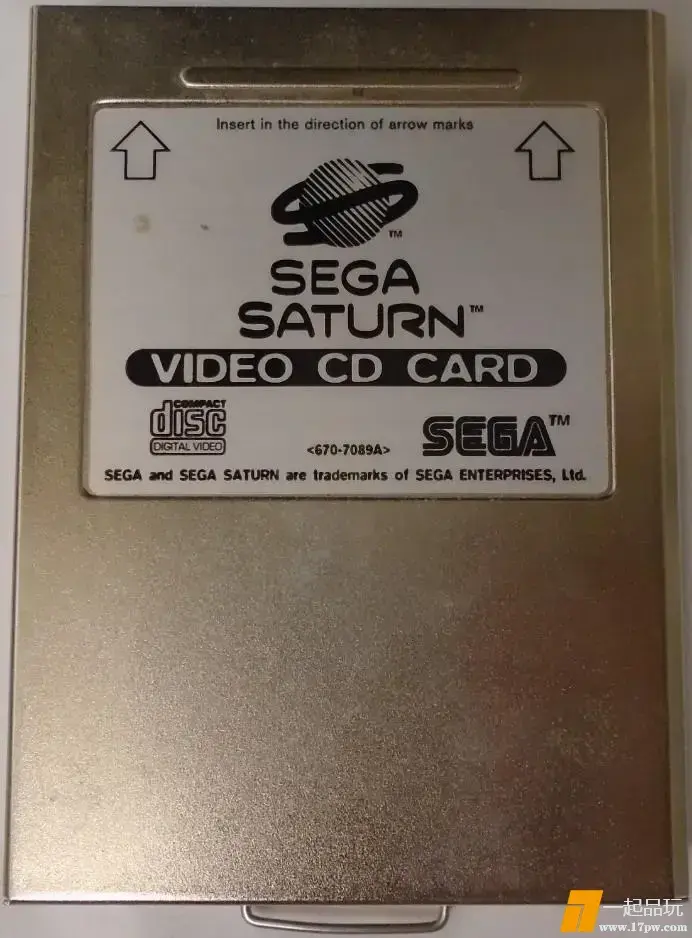 Insert in the direction of arrow marks
TM
SEGA
SATURN™
VIDEO CD CARD
COMPACT
disc
DIGITAL VIDEO
<670-7089A>
SEGA™
SEGA and SEGA SATURN are trademarks of SEGA ENTERPRISES, Ltd.
一起品玩
www.17pw.com